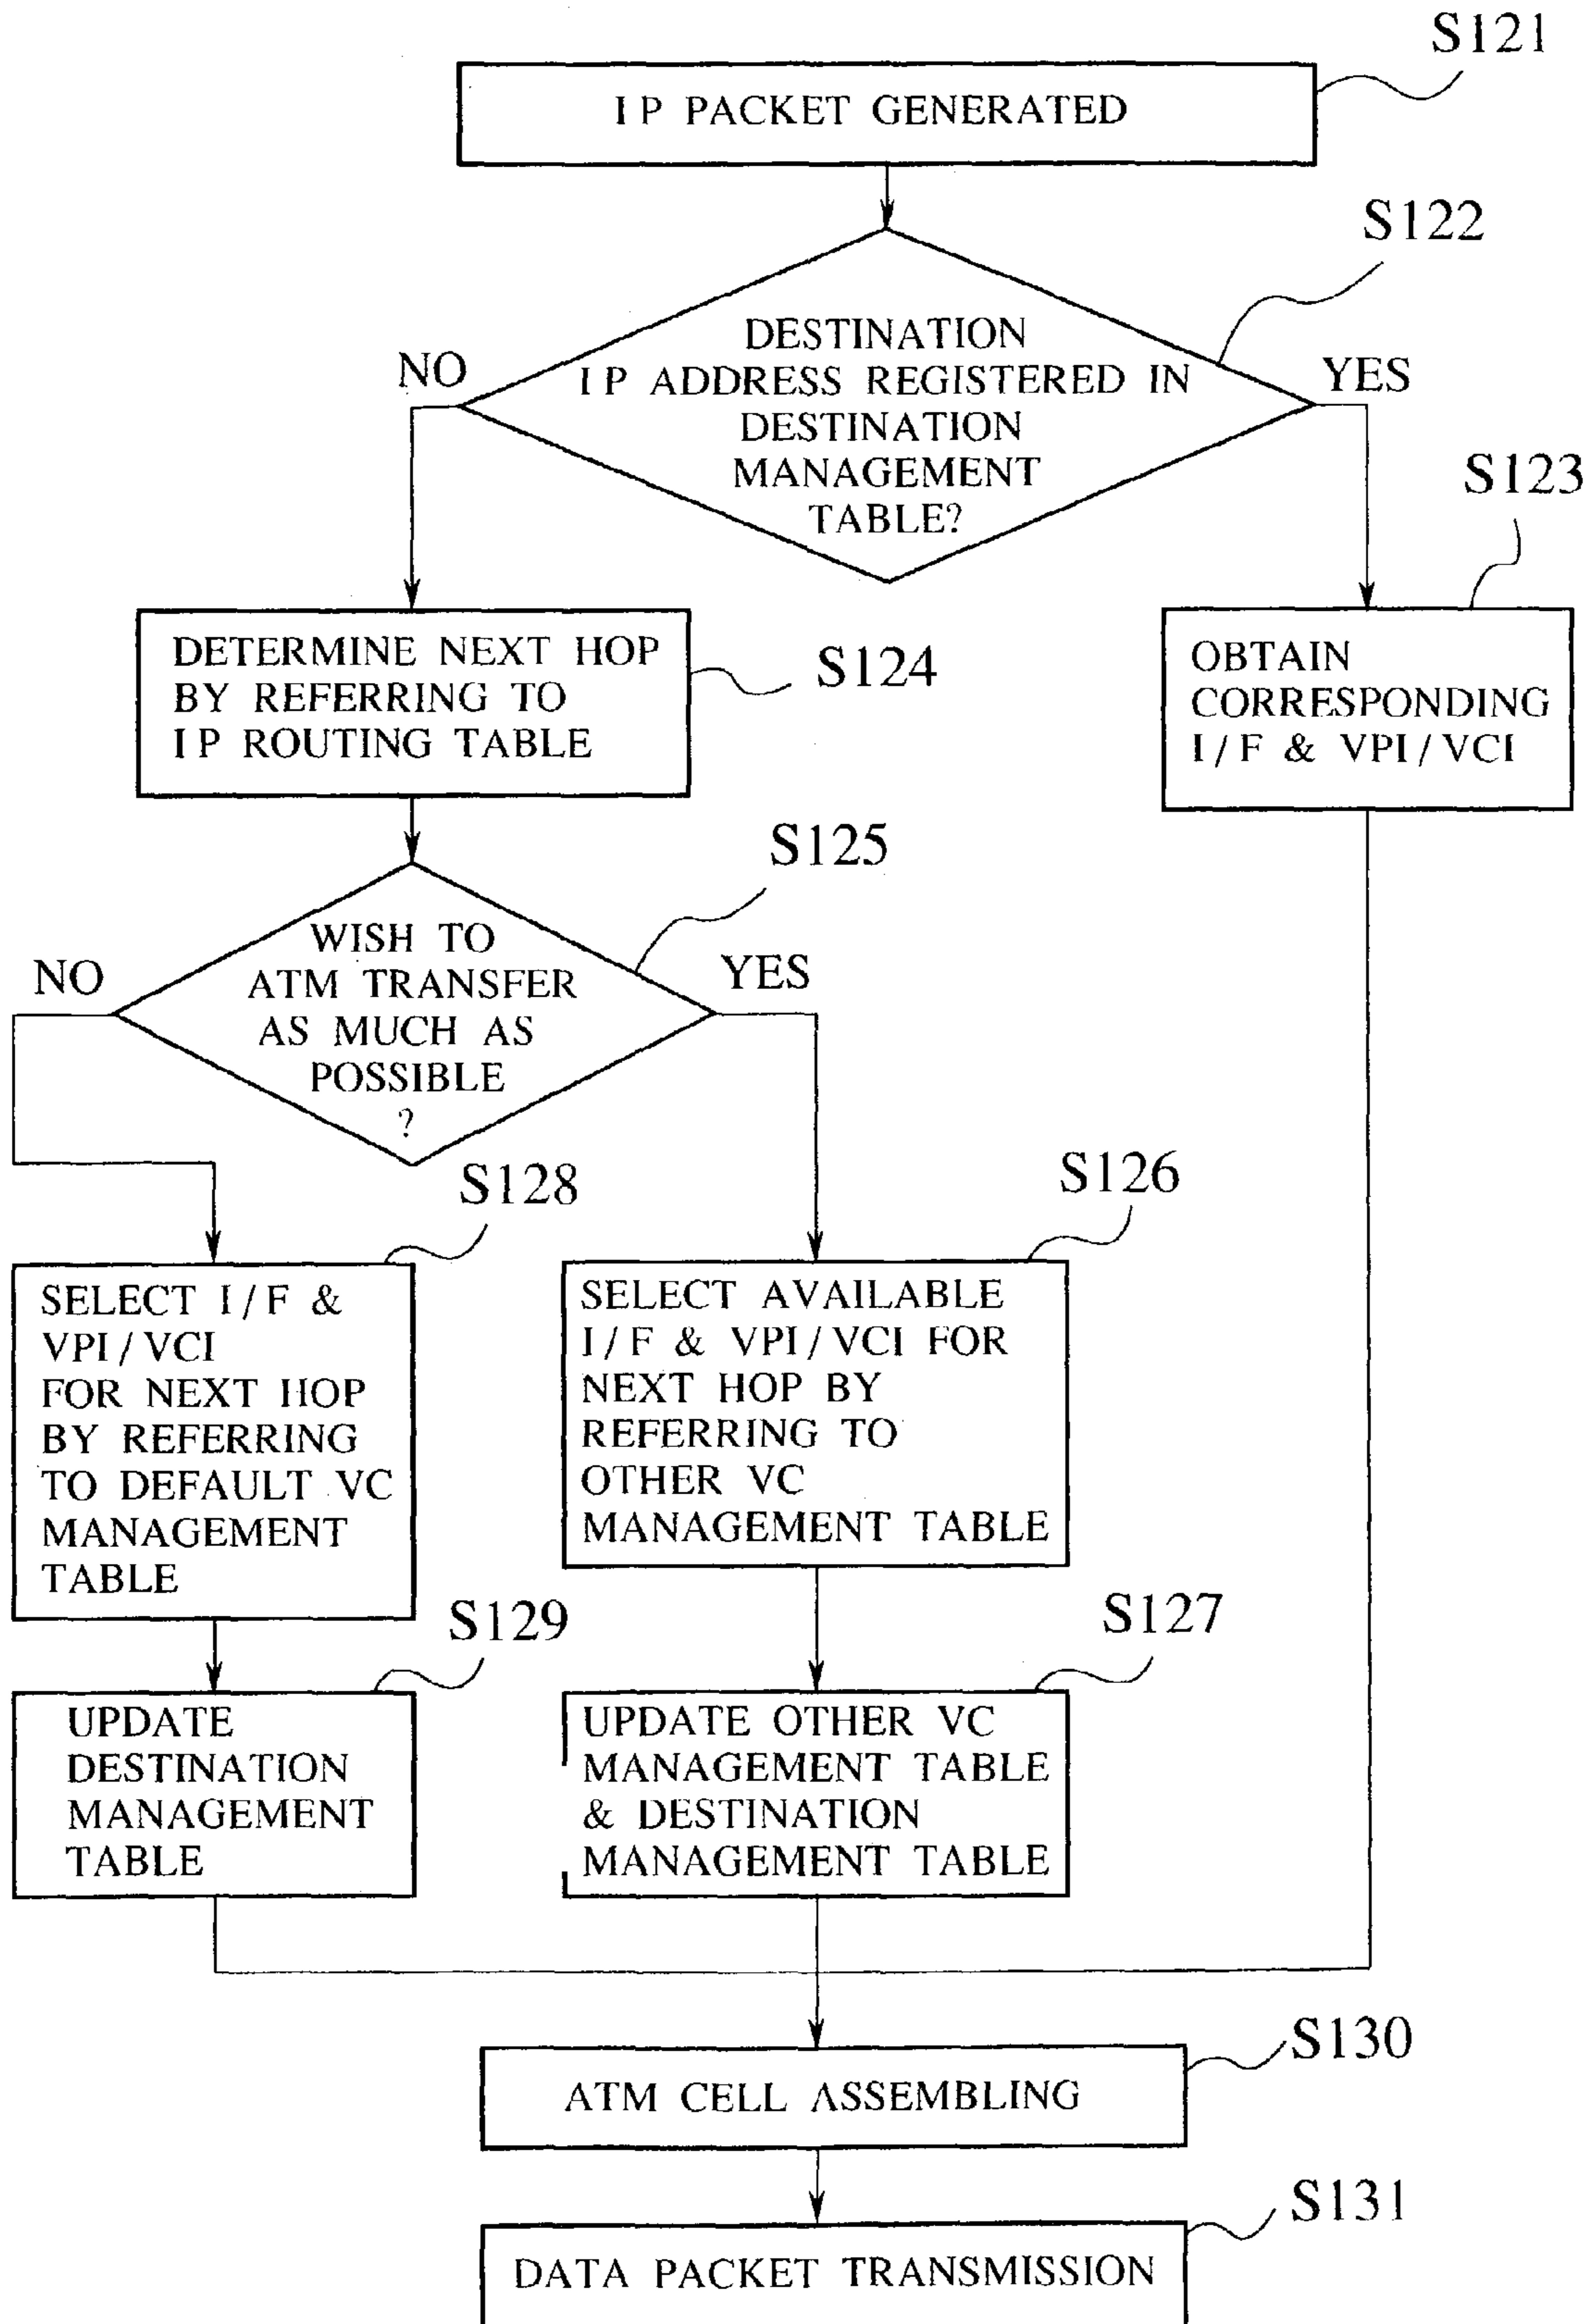 S121
IP PACKET GENERATED
S122
DESTINATION
IP ADDRESS REGISTERED IN
DESTINATION
MANAGEMENT
TABLE?
NO
YES
S123
OBTAIN
CORRESPONDING
I/F & VPI/VCI
DETERMINE NEXT HOP
BY REFERRING TO
IP ROUTING TABLE
S124
S125
WISH TO
ATM TRANSFER
AS MUCH AS
POSSIBLE
?
NO
YES
S128
SELECT I/F &
VPI/VCI
FOR NEXT HOP
BY REFERRING
TO DEFAULT VC
MANAGEMENT
TABLE
S126
SELECT AVAILABLE
I/F & VPI/VCI FOR
NEXT HOP BY
REFERRING TO
OTHER VC
MANAGEMENT TABLE
S129
UPDATE
DESTINATION
MANAGEMENT
TABLE
S127
UPDATE OTHER VC
MANAGEMENT TABLE
& DESTINATION
MANAGEMENT TABLE
S130
ATM CELL ASSEMBLING
S131
DATA PACKET TRANSMISSION